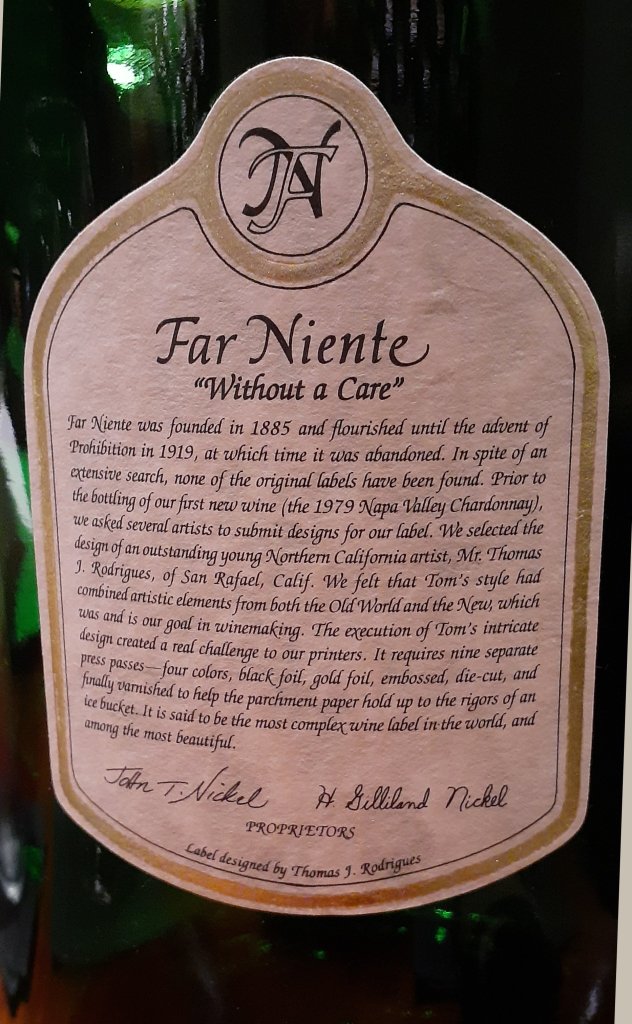 FN
Far Niente
“Without a Care”
Far Niente was founded in 1885 and flourished until the advent of
Prohibition in 1919, at which time it was abandoned. In spite of an
extensive search, none of the original labels have been found. Prior to
the bottling of our first new wine (the 1979 Napa Valley Chardonnay),
we asked several artists to submit designs for our label. We selected the
design of an outstanding young Northern California artist, Mr. Thomas
J. Rodrigues, of San Rafael, Calif. We felt that Tom's style had
combined artistic elements from both the Old World and the New, which
was and is our goal in winemaking. The execution of Tom's intricate
design created a real challenge to our printers. It requires nine separate
press passes—four colors, black foil, gold foil, embossed, die-cut, and
finally varnished to help the parchment paper hold up to the rigors of an
ice bucket. It is said to be the most complex wine label in the world, and
among the most beautiful.
John T. Nickel H. Gilliland Nickel
PROPRIETORS
Label designed by Thomas J. Rodrigues